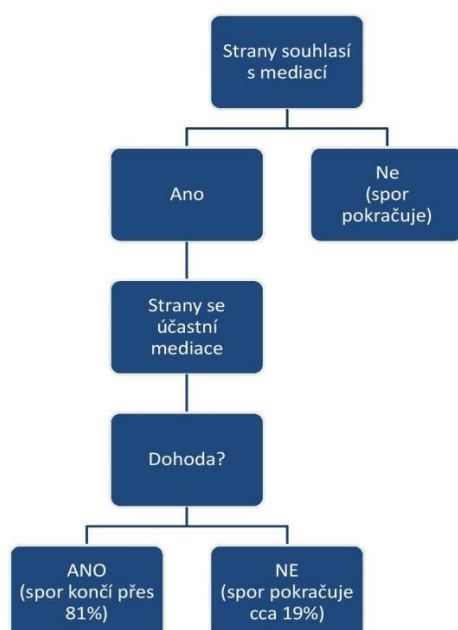 Strany souhlasí
s mediací
Ano
Ne
(spor
pokračuje)
Strany se
účastní
mediace
Dohoda?
ANO
(spor končí přes
81%)
NE
(spor pokračuje
cca 19%)